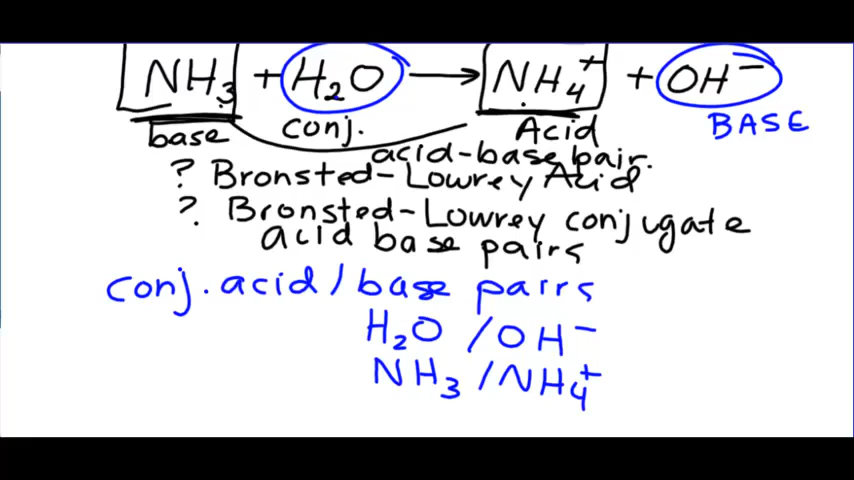 NH₃ + H₂O → NH₄⁺ + OH⁻
base conj. Acid BASE
acid-base pair.
? Bronsted-Lowrey Acid
? Bronsted-Lowrey conjugate
acid base pairs
conj. acid/base pairs
H₂O / OH⁻
NH₃ / NH₄⁺